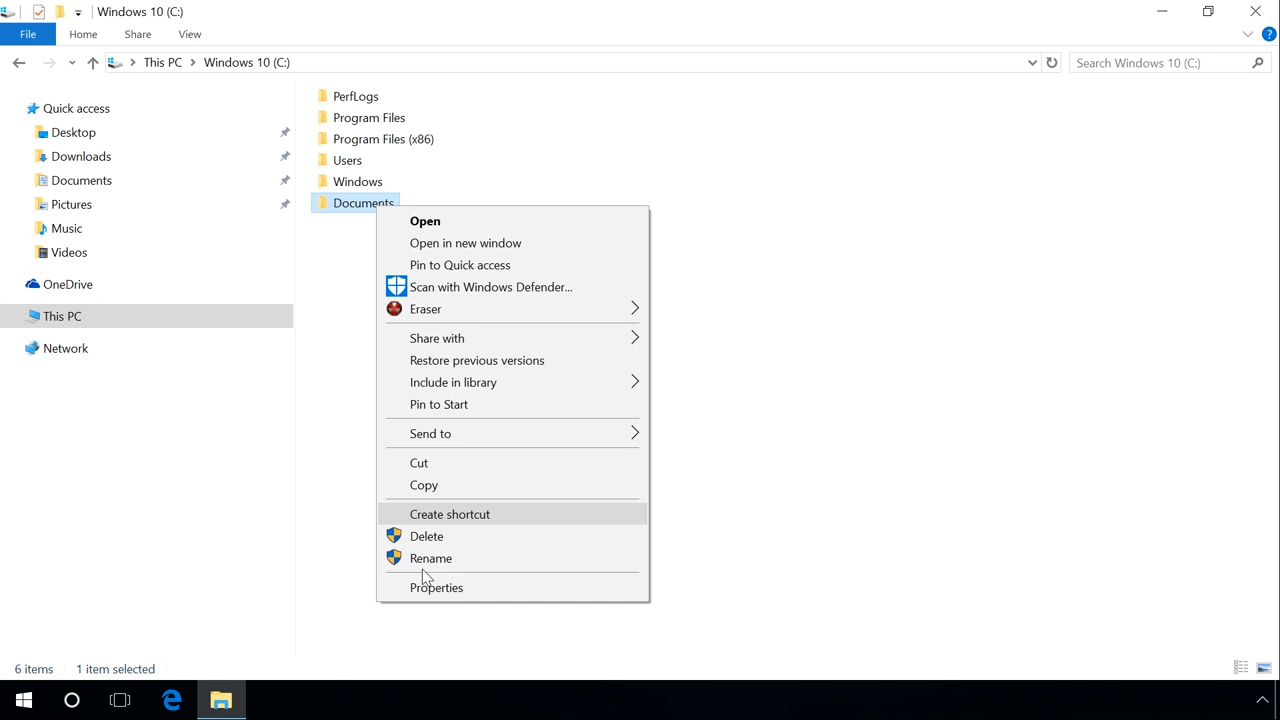 Windows 10 (C:)
File Home Share View
This PC Windows 10 (C:) Search Windows 10 (C:)
Quick access
Desktop
Downloads
Documents
Pictures
Music
Videos
OneDrive
This PC
Network
PerfLogs
Program Files
Program Files (x86)
Users
Windows
Documents
Open
Open in new window
Pin to Quick access
Scan with Windows Defender...
Eraser
Share with
Restore previous versions
Include in library
Pin to Start
Send to
Cut
Copy
Create shortcut
Delete
Rename
Properties
6 items 1 item selected